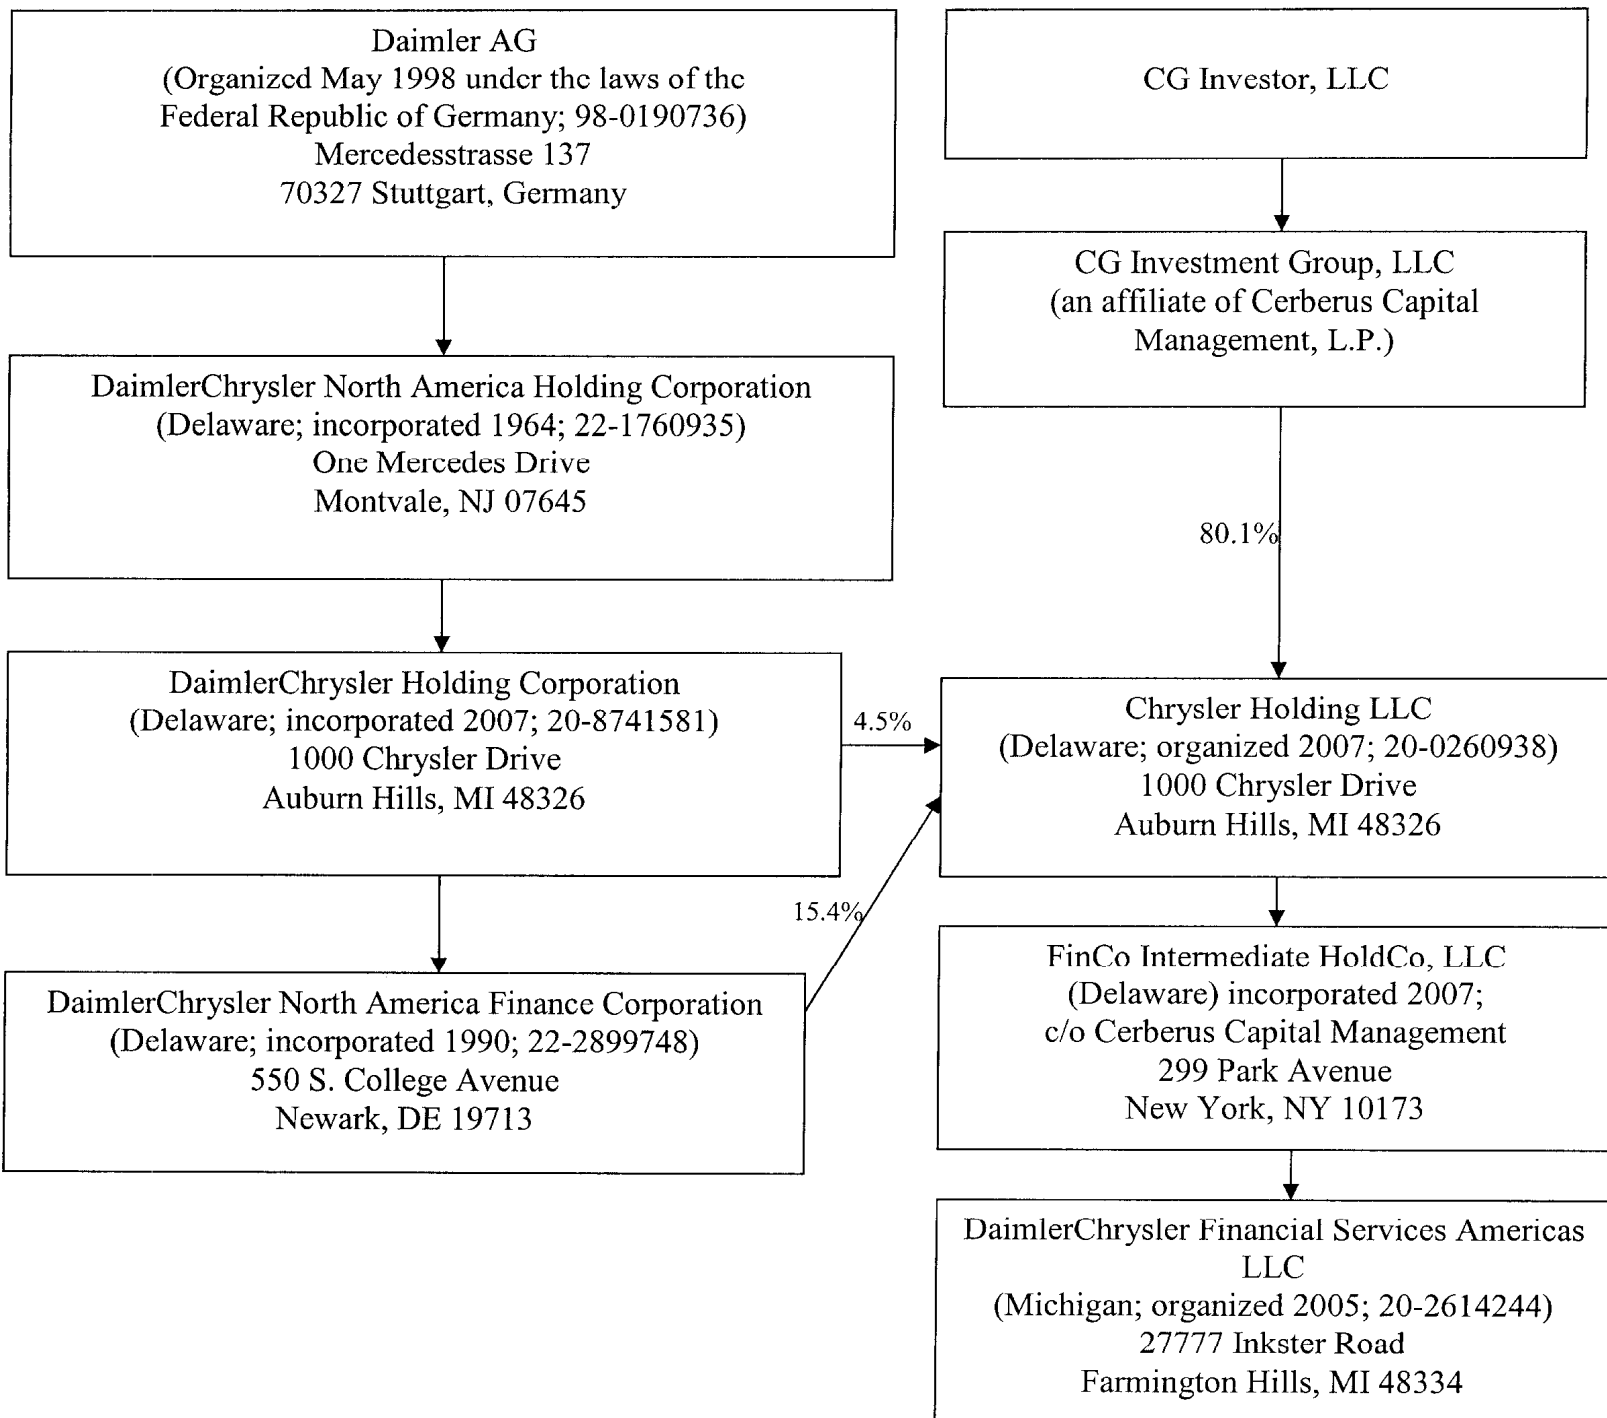 Daimler AG
(Organized May 1998 under the laws of the
Federal Republic of Germany; 98-0190736)
Mercedesstrasse 137
70327 Stuttgart, Germany
CG Investor, LLC
CG Investment Group, LLC
(an affiliate of Cerberus Capital
Management, L.P.)
DaimlerChrysler North America Holding Corporation
(Delaware; incorporated 1964; 22-1760935)
One Mercedes Drive
Montvale, NJ 07645
80.1%
DaimlerChrysler Holding Corporation
(Delaware; incorporated 2007; 20-8741581)
1000 Chrysler Drive
Auburn Hills, MI 48326
4.5%
Chrysler Holding LLC
(Delaware; organized 2007; 20-0260938)
1000 Chrysler Drive
Auburn Hills, MI 48326
15.4%
DaimlerChrysler North America Finance Corporation
(Delaware; incorporated 1990; 22-2899748)
550 S. College Avenue
Newark, DE 19713
FinCo Intermediate HoldCo, LLC
(Delaware) incorporated 2007;
c/o Cerberus Capital Management
299 Park Avenue
New York, NY 10173
DaimlerChrysler Financial Services Americas
LLC
(Michigan; organized 2005; 20-2614244)
27777 Inkster Road
Farmington Hills, MI 48334